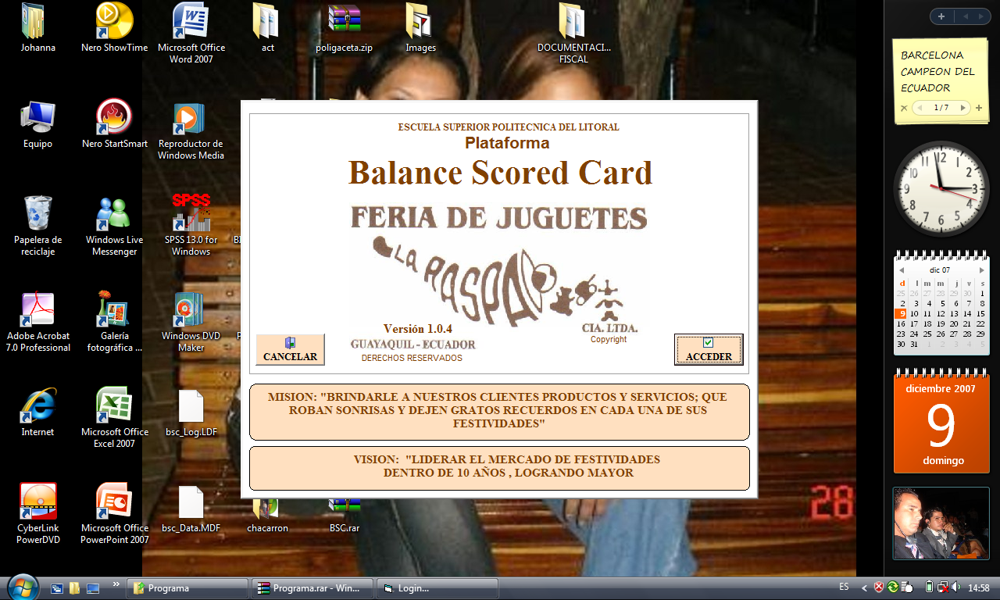 Johanna
Nero ShowTime
Microsoft Office
Word 2007
act
poligaceta.zip
Images
DOCUMENTACI...
FISCAL
Equipo
Nero StartSmart
Reproductor de
Windows Media
Papelera de
reciclaje
Windows Live
Messenger
SPSS
SPSS 13.0 for
Windows
Adobe Acrobat
7.0 Professional
Galería
fotográfica ...
Windows DVD
Maker
Internet
Microsoft Office
Excel 2007
bsc_Log.LDF
CyberLink
PowerDVD
Microsoft Office
PowerPoint 2007
bsc_Data.MDF
chacarron
BSC.rar
ESCUELA SUPERIOR POLITECNICA DEL LITORAL
Plataforma
Balance Scored Card
FERIA DE JUGUETES
LA RASPA
Versión 1.0.4
CIA. LTDA.
Copyright
GUAYAQUIL - ECUADOR
DERECHOS RESERVADOS
CANCELAR
ACCEDER
MISION: "BRINDARLE A NUESTROS CLIENTES PRODUCTOS Y SERVICIOS; QUE
ROBAN SONRISAS Y DEJEN GRATOS RECUERDOS EN CADA UNA DE SUS
FESTIVIDADES"
VISION: "LIDERAR EL MERCADO DE FESTIVIDADES
DENTRO DE 10 AÑOS , LOGRANDO MAYOR
28
BARCELONA
CAMPEON DEL
ECUADOR
1 / 7
12 1 2 3 4 5 6 7 8 9 10 11
dic 07
d l m m j v s
25 26 27 28 29 30 1
2 3 4 5 6 7 8
9 10 11 12 13 14 15
16 17 18 19 20 21 22
23 24 25 26 27 28 29
30 31 1 2 3 4 5
diciembre 2007
9
domingo
Programa
Programa.rar - Win...
Login...
ES
14:58